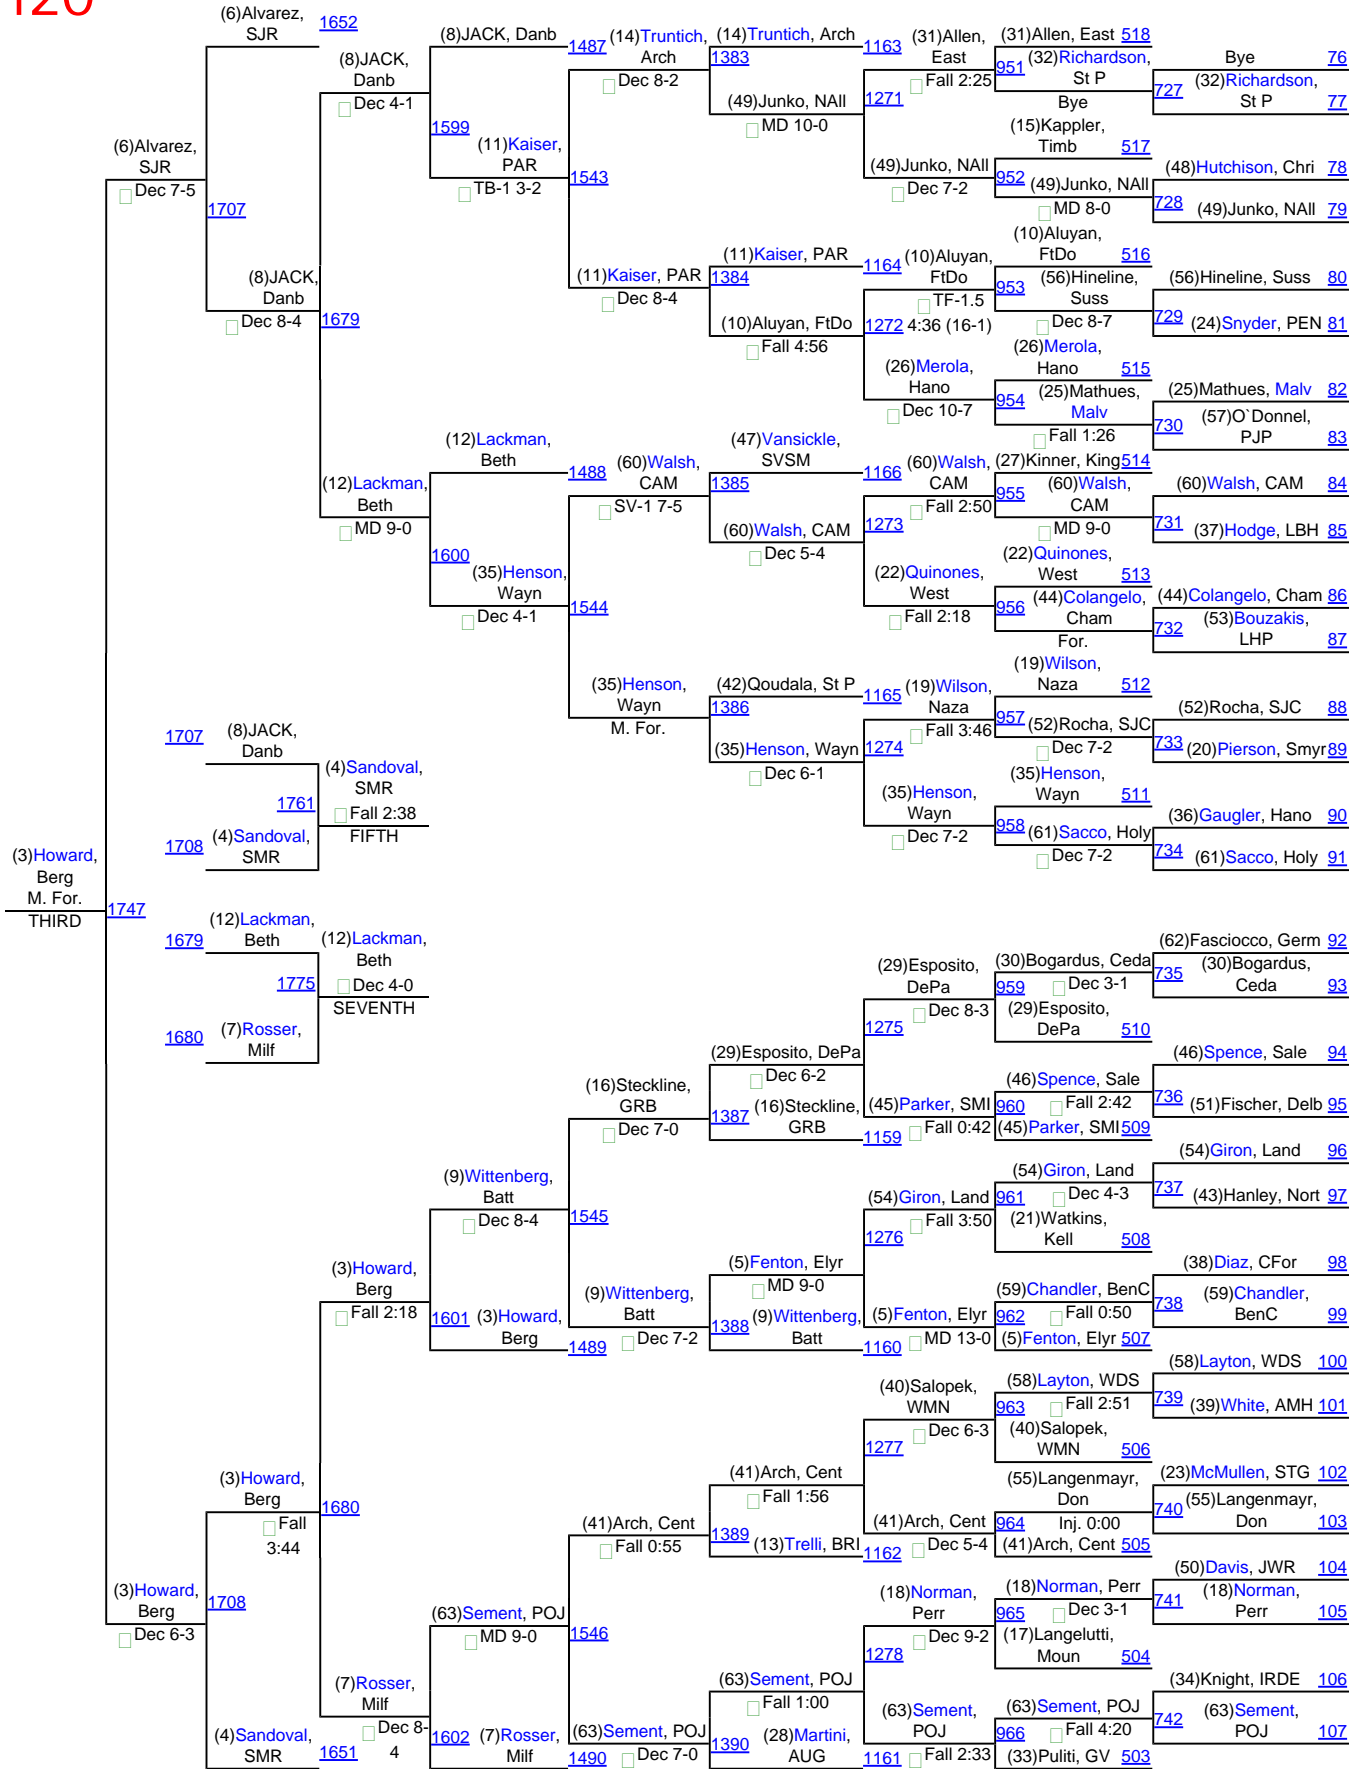 120
(6)Alvarez,
SJR
1652
(8)JACK,
Danb
Dec 4-1
(8)JACK, Danb
1487
(14)Truntich,
Arch
Dec 8-2
(14)Truntich, Arch
1383
1163
(31)Allen,
East
Fall 2:25
(31)Allen, East 518
951
(32)Richardson,
St P
Bye
Bye 76
727
(32)Richardson,
St P 77
1599
(11)Kaiser,
PAR
TB-1 3-2
1543
(49)Junko, NAll
MD 10-0
1271
(15)Kappler,
Timb 517
(49)Junko, NAll
Dec 7-2
952
(49)Junko, NAll
MD 8-0
(48)Hutchison, Chri 78
728
(49)Junko, NAll 79
(6)Alvarez,
SJR
Dec 7-5
1707
(8)JACK,
Danb
Dec 8-4
1679
(11)Kaiser, PAR
Dec 8-4
(11)Kaiser, PAR
1384
1164
(10)Aluyan,
FtDo
TF-1.5
4:36 (16-1)
(10)Aluyan,
FtDo 516
953
(56)Hineline,
Suss
Dec 8-7
(56)Hineline, Suss 80
729
(24)Snyder, PEN 81
(10)Aluyan, FtDo
Fall 4:56
1272
(26)Merola,
Hano
Dec 10-7
(26)Merola,
Hano 515
954
(25)Mathues,
Malv
Fall 1:26
(25)Mathues, Malv 82
730
(57)O`Donnel,
PJP 83
(12)Lackman,
Beth
MD 9-0
(12)Lackman,
Beth
1488
(60)Walsh,
CAM
SV-1 7-5
(47)Vansickle,
SVSM
1385
1166
(60)Walsh,
CAM
Fall 2:50
(27)Kinner, King 514
955
(60)Walsh,
CAM
MD 9-0
(60)Walsh, CAM 84
731
(37)Hodge, LBH 85
1600
(35)Henson,
Wayn
Dec 4-1
1544
(60)Walsh, CAM
Dec 5-4
1273
(22)Quinones,
West
Fall 2:18
(22)Quinones,
West 513
956
(44)Colangelo,
Cham
For.
(44)Colangelo, Cham 86
732
(53)Bouzakis,
LHP 87
(35)Henson,
Wayn
M. For.
(42)Qoudala, St P
1386
1165
(19)Wilson,
Naza
Fall 3:46
(19)Wilson,
Naza 512
957
(52)Rocha, SJC
Dec 7-2
(52)Rocha, SJC 88
733
(20)Pierson, Smyr 89
(35)Henson, Wayn
Dec 6-1
1274
(35)Henson,
Wayn
Dec 7-2
(35)Henson,
Wayn 511
958
(61)Sacco, Holy
Dec 7-2
(36)Gaugler, Hano 90
734
(61)Sacco, Holy 91
1707
(8)JACK,
Danb
1761
(4)Sandoval,
SMR
Fall 2:38
FIFTH
1708
(4)Sandoval,
SMR
(3)Howard,
Berg
M. For.
THIRD
1747
1679
(12)Lackman,
Beth
1775
(12)Lackman,
Beth
Dec 4-0
SEVENTH
1680
(7)Rosser,
Milf
(29)Esposito,
DePa
Dec 8-3
(30)Bogardus, Ceda
959
Dec 3-1
(29)Esposito,
DePa 510
(62)Fasciocco, Germ 92
735
(30)Bogardus,
Ceda 93
1275
(29)Esposito, DePa
Dec 6-2
(16)Steckline,
GRB
Dec 7-0
1387
(16)Steckline,
GRB
1159
(45)Parker, SMI
Fall 0:42
(46)Spence, Sale
960
Fall 2:42
(45)Parker, SMI 509
(46)Spence, Sale 94
736
(51)Fischer, Delb 95
(9)Wittenberg,
Batt
Dec 8-4
1545
(54)Giron, Land
Fall 3:50
(54)Giron, Land
961
Dec 4-3
(21)Watkins,
Kell 508
(54)Giron, Land 96
737
(43)Hanley, Nort 97
1276
(3)Howard,
Berg
Fall 2:18
1601
(3)Howard,
Berg
1489
(9)Wittenberg,
Batt
Dec 7-2
(5)Fenton, Elyr
MD 9-0
1388
(9)Wittenberg,
Batt
1160
(5)Fenton, Elyr
MD 13-0
(59)Chandler, BenC
962
Fall 0:50
(5)Fenton, Elyr 507
(38)Diaz, CFor 98
738
(59)Chandler,
BenC 99
(40)Salopek,
WMN
Dec 6-3
(58)Layton, WDS
963
Fall 2:51
(40)Salopek,
WMN 506
(58)Layton, WDS 100
739
(39)White, AMH 101
1277
(3)Howard,
Berg
Fall
3:44
1680
(41)Arch, Cent
Fall 0:55
(41)Arch, Cent
Fall 1:56
1389
(13)Trelli, BRI
1162
(41)Arch, Cent
Dec 5-4
(55)Langenmayr,
Don
964
Inj. 0:00
(41)Arch, Cent 505
(23)McMullen, STG 102
740
(55)Langenmayr,
Don 103
(3)Howard,
Berg
Dec 6-3
1708
(63)Sement, POJ
MD 9-0
1546
(18)Norman,
Perr
Dec 9-2
(18)Norman, Perr
965
Dec 3-1
(17)Langelutti,
Moun 504
(50)Davis, JWR 104
741
(18)Norman,
Perr 105
1278
(7)Rosser,
Milf
Dec 8-
4
(4)Sandoval,
SMR
1651
1602
(7)Rosser,
Milf
1490
(63)Sement, POJ
Dec 7-0
(63)Sement, POJ
Fall 1:00
1390
(28)Martini,
AUG
1161
(63)Sement,
POJ
Fall 2:33
(63)Sement, POJ
966
Fall 4:20
(33)Puliti, GV 503
(34)Knight, IRDE 106
742
(63)Sement,
POJ 107